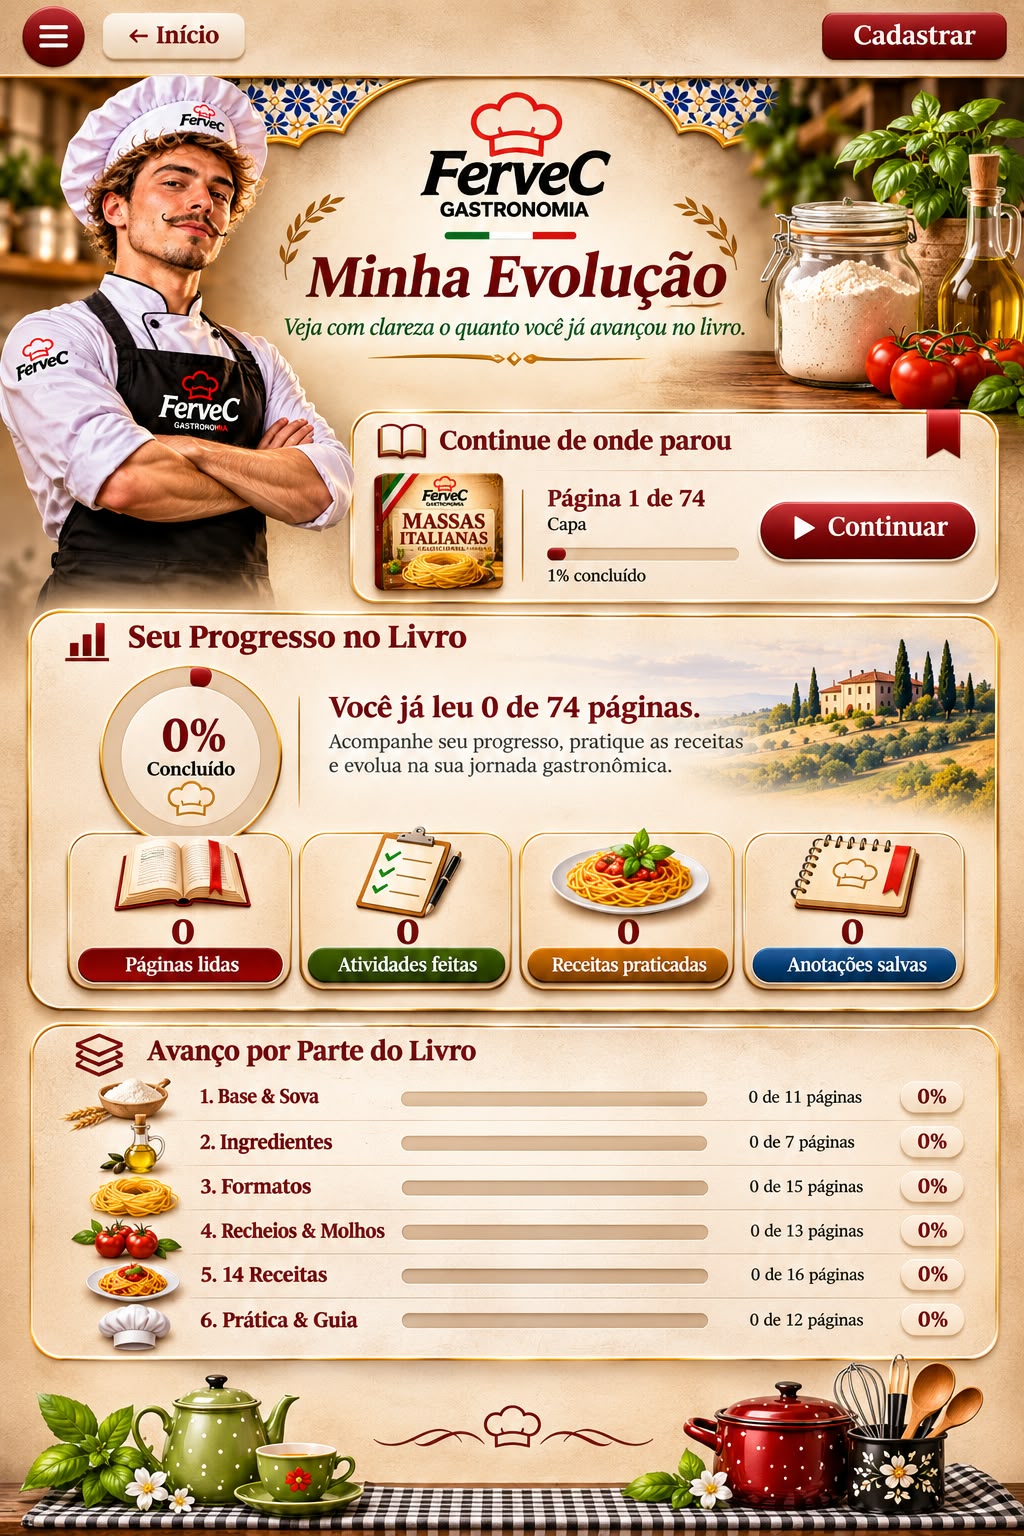 ← Início
Cadastrar
FerveC
FerveC
GASTRONOMIA
Minha Evolução
Veja com clareza o quanto você já avançou no livro.
FerveC
FerveC
GASTRONOMIA
Continue de onde parou
FerveC
GASTRONOMIA
MASSAS
ITALIANAS
Página 1 de 74
Capa
1% concluído
Continuar
Seu Progresso no Livro
0%
Concluído
Você já leu 0 de 74 páginas.
Acompanhe seu progresso, pratique as receitas
e evolua na sua jornada gastronômica.
0
Páginas lidas
0
Atividades feitas
0
Receitas praticadas
0
Anotações salvas
Avanço por Parte do Livro
1. Base & Sova 0 de 11 páginas 0%
2. Ingredientes 0 de 7 páginas 0%
3. Formatos 0 de 15 páginas 0%
4. Recheios & Molhos 0 de 13 páginas 0%
5. 14 Receitas 0 de 16 páginas 0%
6. Prática & Guia 0 de 12 páginas 0%